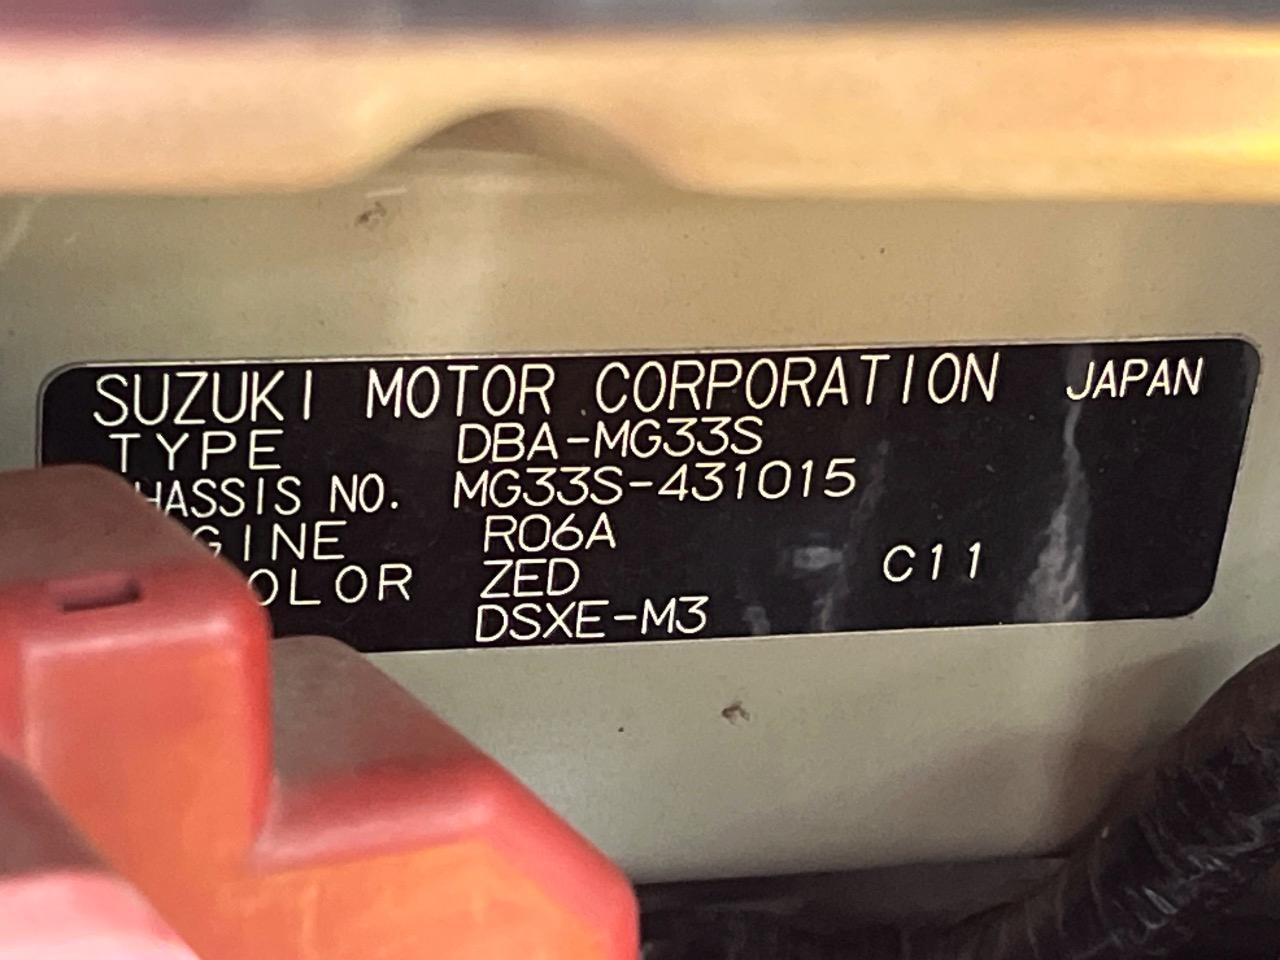 SUZUKI MOTOR CORPORATION JAPAN
TYPE DBA-MG33S
HASSIS NO. MG33S-431015
GINE R06A
OLOR ZED C11
DSXE-M3